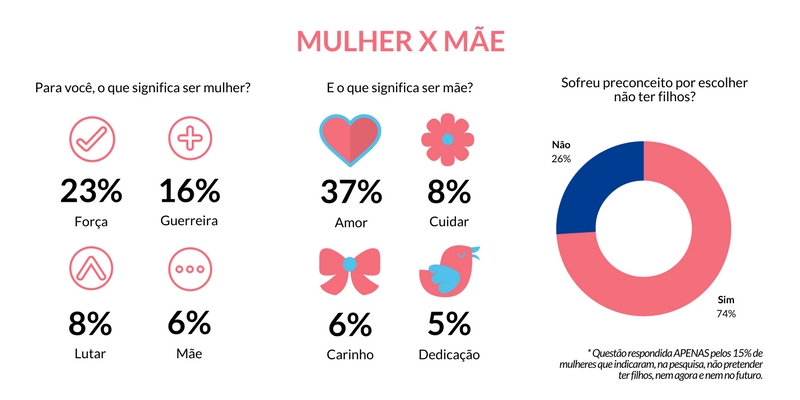 MULHER X MÃE
Para você, o que significa ser mulher?
23%
Força
16%
Guerreira
8%
Lutar
6%
Mãe
E o que significa ser mãe?
37%
Amor
8%
Cuidar
6%
Carinho
5%
Dedicação
Sofreu preconceito por escolher
não ter filhos?
Não
26%
Sim
74%
* Questão respondida APENAS pelos 15% de
mulheres que indicaram, na pesquisa, não pretender
ter filhos, nem agora e nem no futuro.